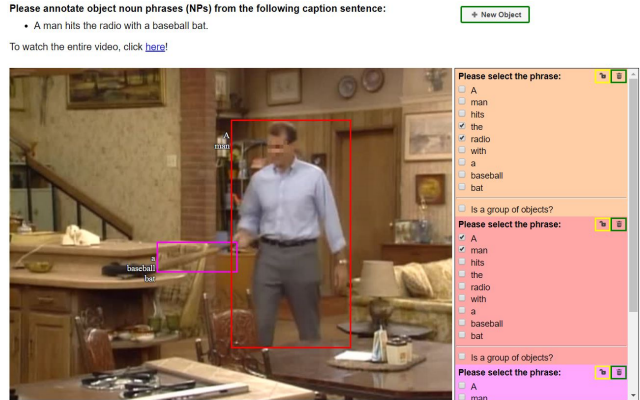 Please annotate object noun phrases (NPs) from the following caption sentence:
• A man hits the radio with a baseball bat.
To watch the entire video, click here!
+ New Object
A
man
a
baseball
bat
Please select the phrase:
A
man
hits
the
radio
with
a
baseball
bat
Is a group of objects?
Please select the phrase:
A
man
hits
the
radio
with
a
baseball
bat
Is a group of objects?
Please select the phrase:
A
man